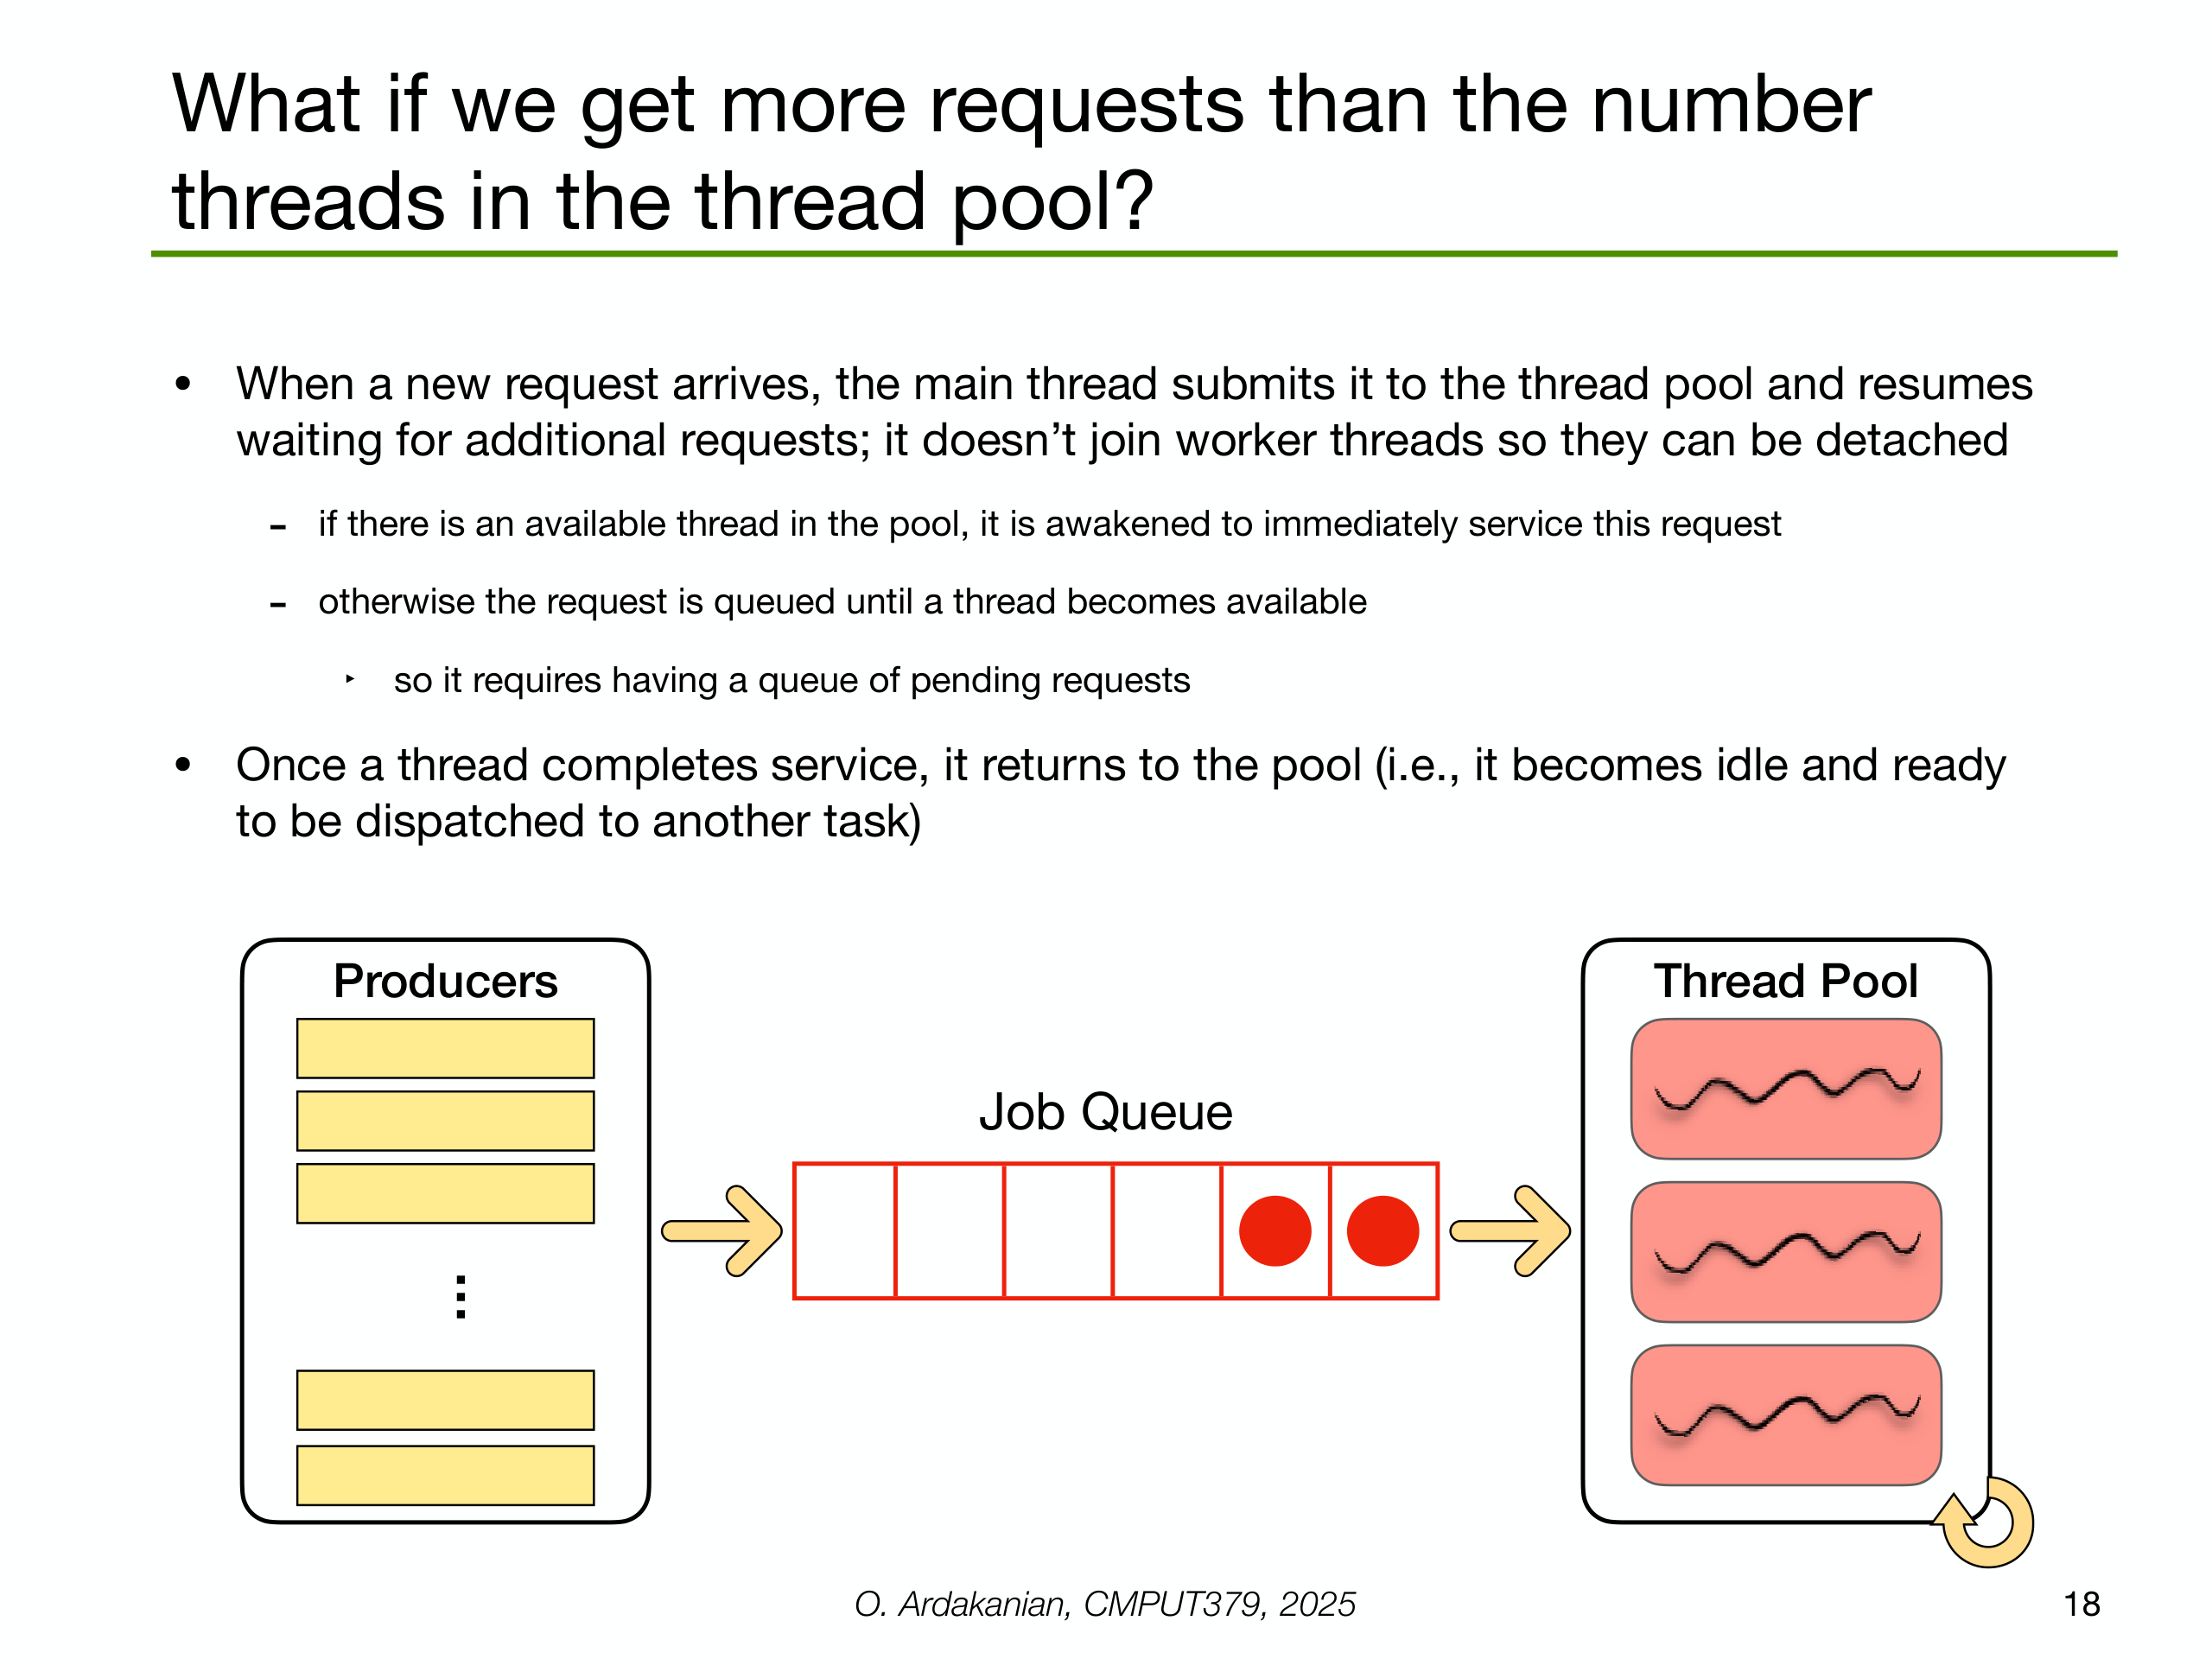 What if we get more requests than the number
threads in the thread pool?
• When a new request arrives, the main thread submits it to the thread pool and resumes
waiting for additional requests; it doesn’t join worker threads so they can be detached
- if there is an available thread in the pool, it is awakened to immediately service this request
- otherwise the request is queued until a thread becomes available
‣ so it requires having a queue of pending requests
• Once a thread completes service, it returns to the pool (i.e., it becomes idle and ready
to be dispatched to another task)
Producers
Job Queue
Thread Pool
O. Ardakanian, CMPUT379, 2025
18